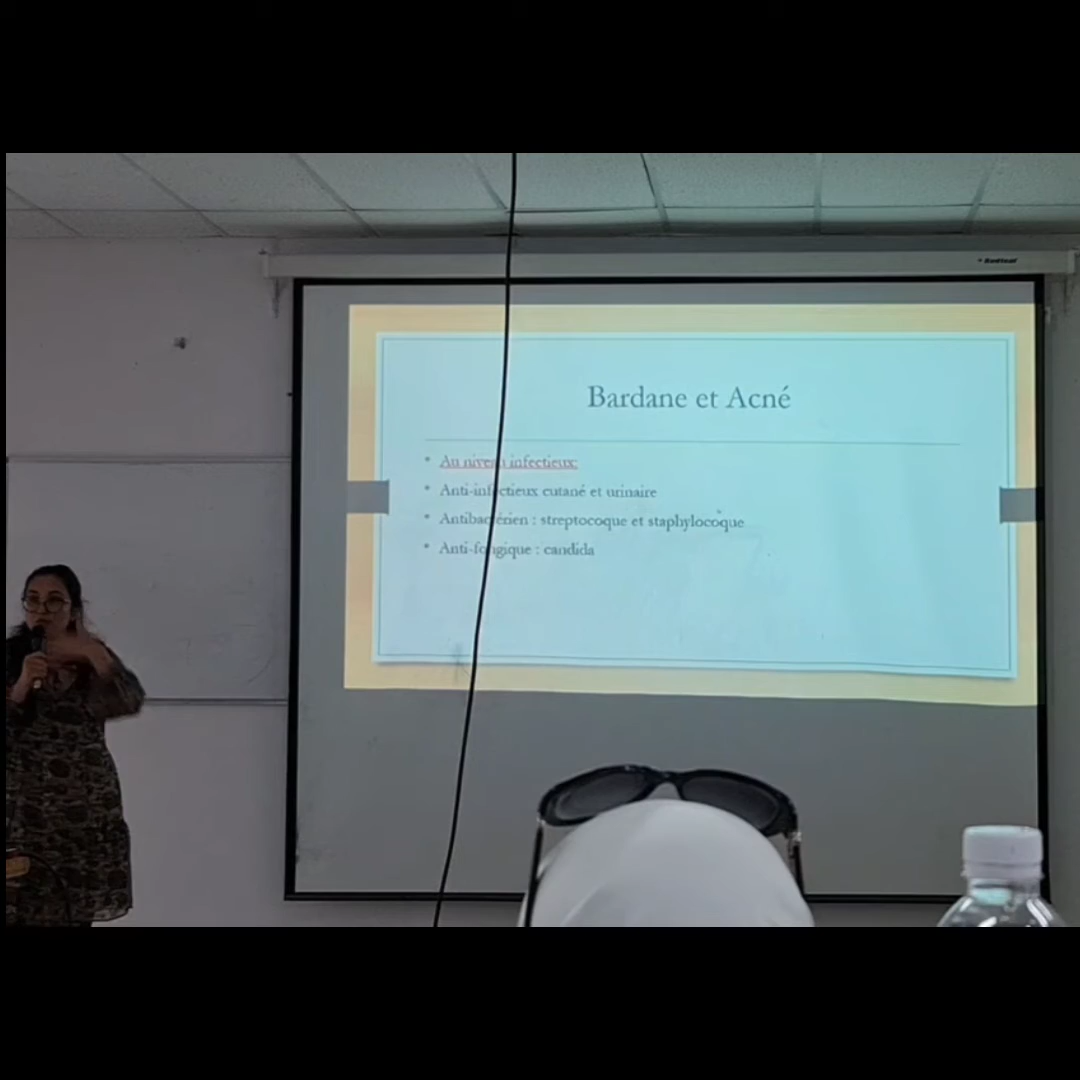 Bardane et Acné
• Au niveau infectieux:
• Anti-infectieux cutané et urinaire
• Antibactérien : streptocoque et staphylocoque
• Anti-fongique : candida